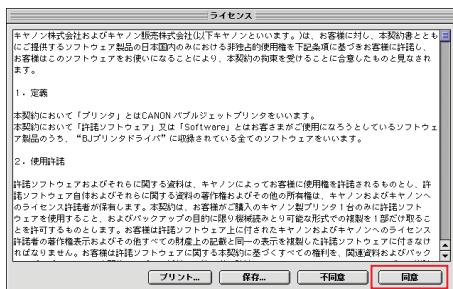 ライセンス
キヤノン株式会社およびキヤノン販売株式会社(以下キヤノンといいます。)は、お客様に対し、本契約書ととも
にご提供するソフトウェア製品の日本国内のみにおける非独占的使用権を下記条項に基づきお客様に許諾し、
お客様はこのソフトウェアをお使いになることにより、本契約の拘束を受けることに合意したものと見なされ
ます。
1．定義
本契約において「プリンタ」とはCANON バブルジェットプリンタをいいます。
本契約において「許諾ソフトウェア」又は「Software」とはお客さまがご使用になろうとしているソフトウェ
ア製品のうち、“BJプリンタドライバ”に収録されている全てのソフトウェアをいいます。
2．使用許諾
許諾ソフトウェアおよびそれらに関する資料は、キヤノンによってお客様に使用権を許諾されるものとし、許
諾ソフトウェア自体およびそれらに関する資料の著作権およびその他の所有権は、キヤノンおよびキヤノンへ
のライセンス許諾者が保有します。本契約は、お客様がご購入のキヤノン製プリンタ１台のみに許諾ソフト
ウェアを使用すること、およびバックアップの目的に限り機械読みとり可能な形式での複製を１部だけ取るこ
とを許可するものとします。お客様は許諾ソフトウェア上に付されたキヤノンおよびキヤノンへのライセンス
許諾者の著作権表示およびその他すべての財産上の記載と同一の表示を複製した許諾ソフトウェアに付さなけ
ればなりません。お客様は許諾ソフトウェアに関する本契約に基づくすべての権利を、関連資料およびバック
プリント...
保存...
不同意
同意